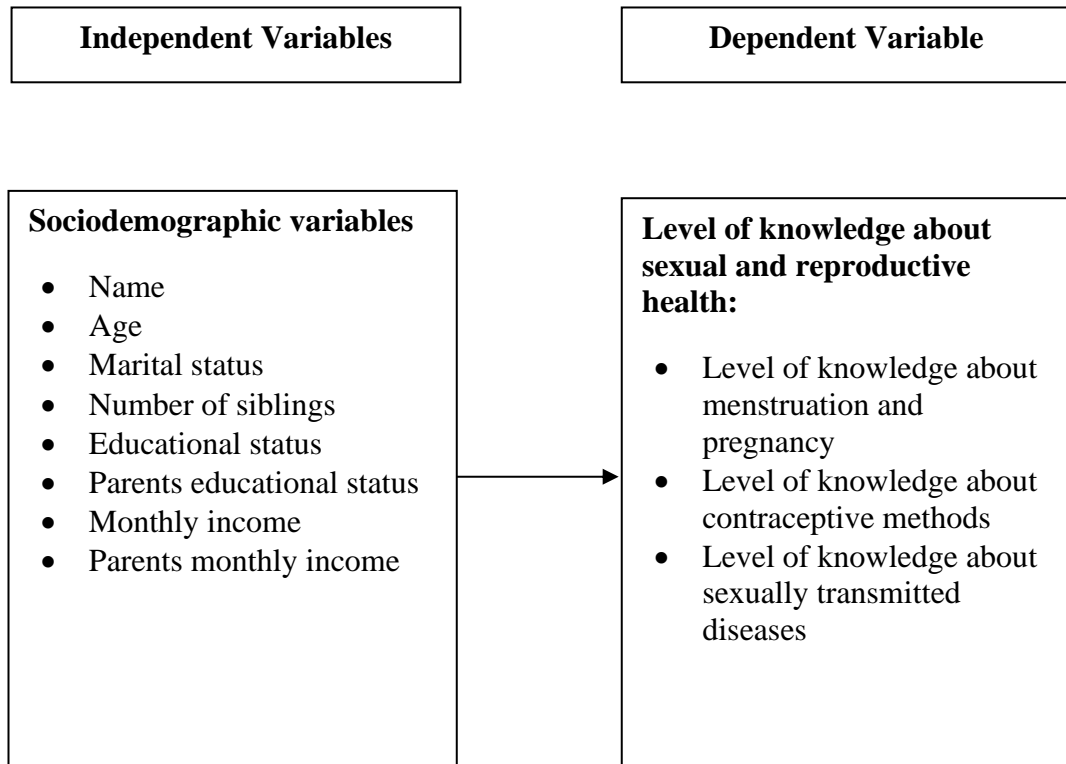 Independent Variables
Dependent Variable
Sociodemographic variables
• Name
• Age
• Marital status
• Number of siblings
• Educational status
• Parents educational status
• Monthly income
• Parents monthly income
Level of knowledge about
sexual and reproductive
health:
• Level of knowledge about
menstruation and
pregnancy
• Level of knowledge about
contraceptive methods
• Level of knowledge about
sexually transmitted
diseases